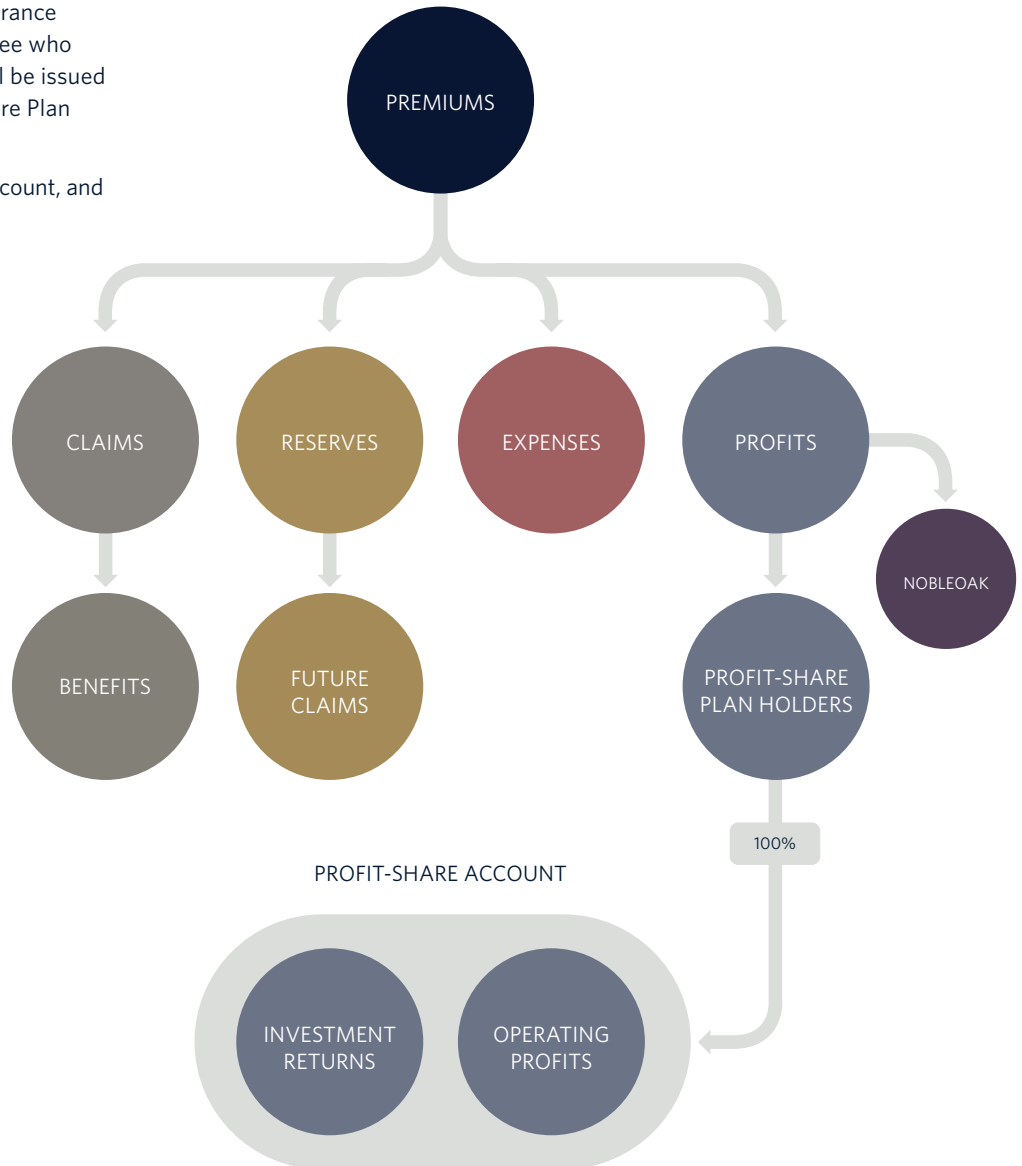 rance
ee who
l be issued
re Plan
count, and
PREMIUMS
CLAIMS
RESERVES
EXPENSES
PROFITS
NOBLEOAK
BENEFITS
FUTURE
CLAIMS
PROFIT-SHARE
PLAN HOLDERS
100%
PROFIT-SHARE ACCOUNT
INVESTMENT
RETURNS
OPERATING
PROFITS